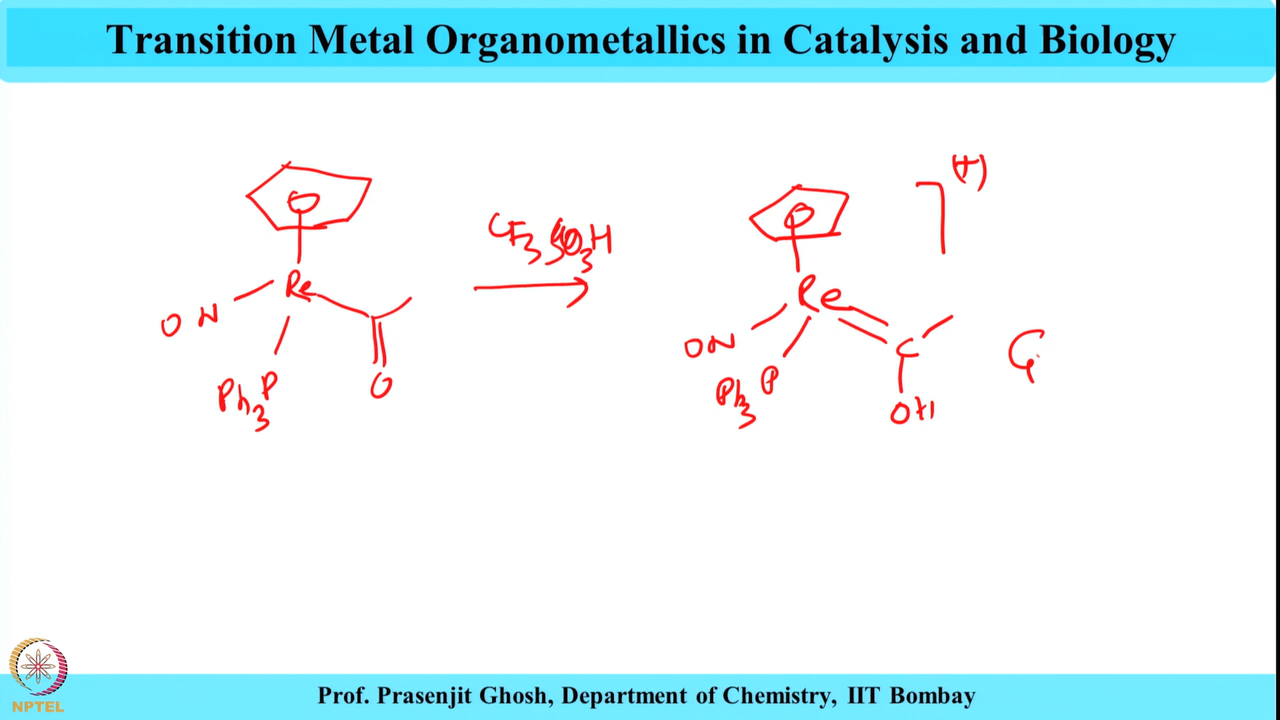 Transition Metal Organometallics in Catalysis and Biology
CF3SO3H
(+)
Re
ON
Ph3P
O
Re
ON
Ph3P
C
OH
Prof. Prasenjit Ghosh, Department of Chemistry, IIT Bombay
NPTEL